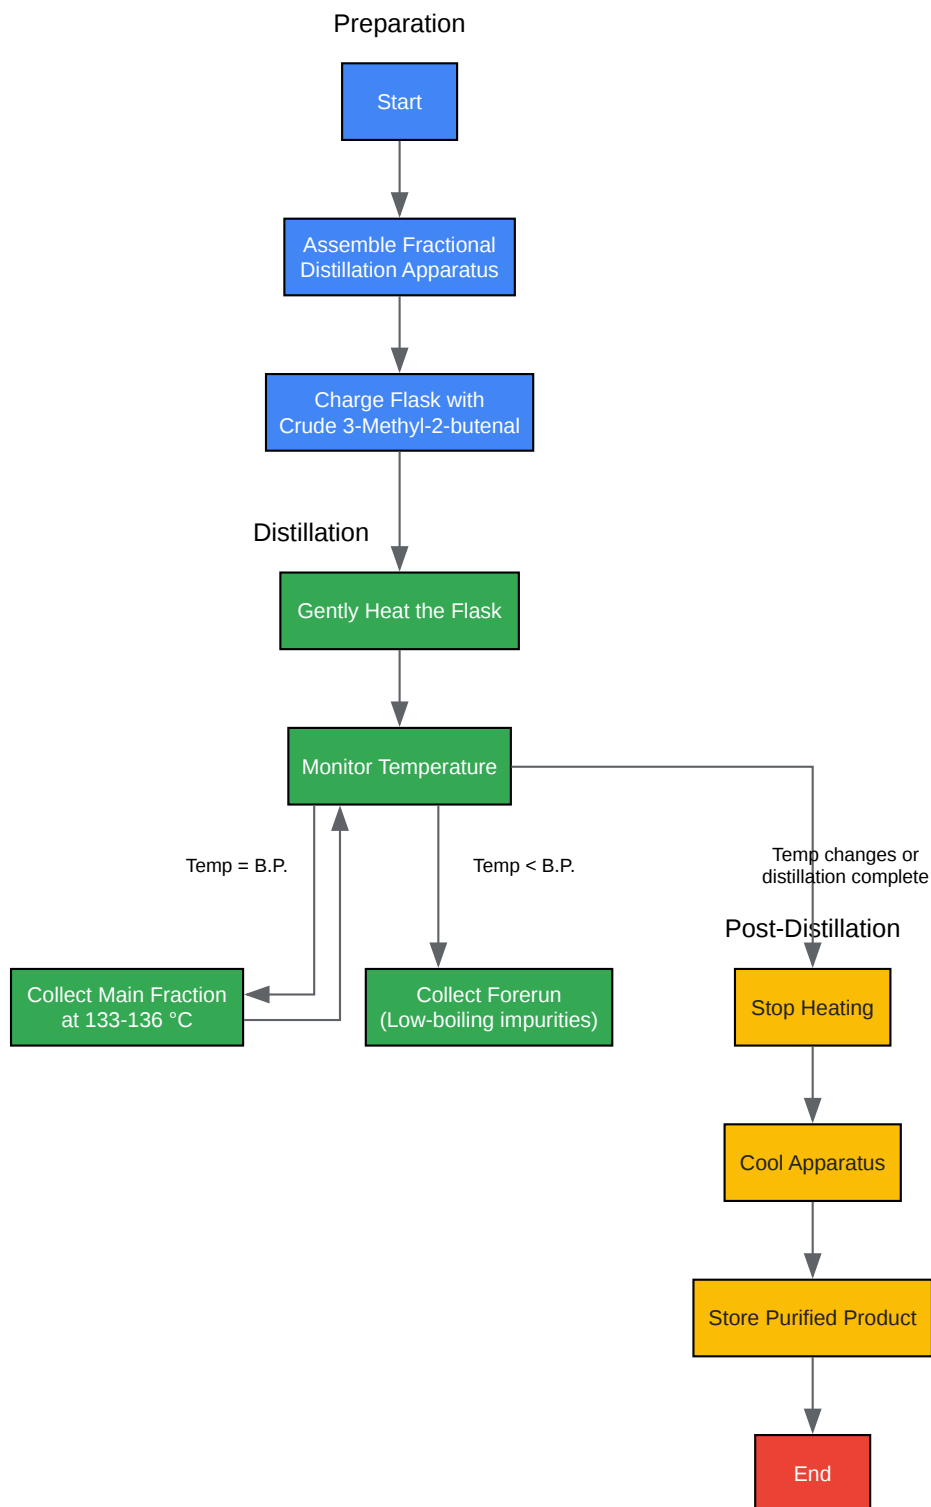 Preparation
Start
Assemble Fractional
Distillation Apparatus
Charge Flask with
Crude 3-Methyl-2-butenal
Distillation
Gently Heat the Flask
Monitor Temperature
Temp = B.P.
Temp < B.P.
Temp changes or
distillation complete
Post-Distillation
Collect Main Fraction
at 133-136 °C
Collect Forerun
(Low-boiling impurities)
Stop Heating
Cool Apparatus
Store Purified Product
End